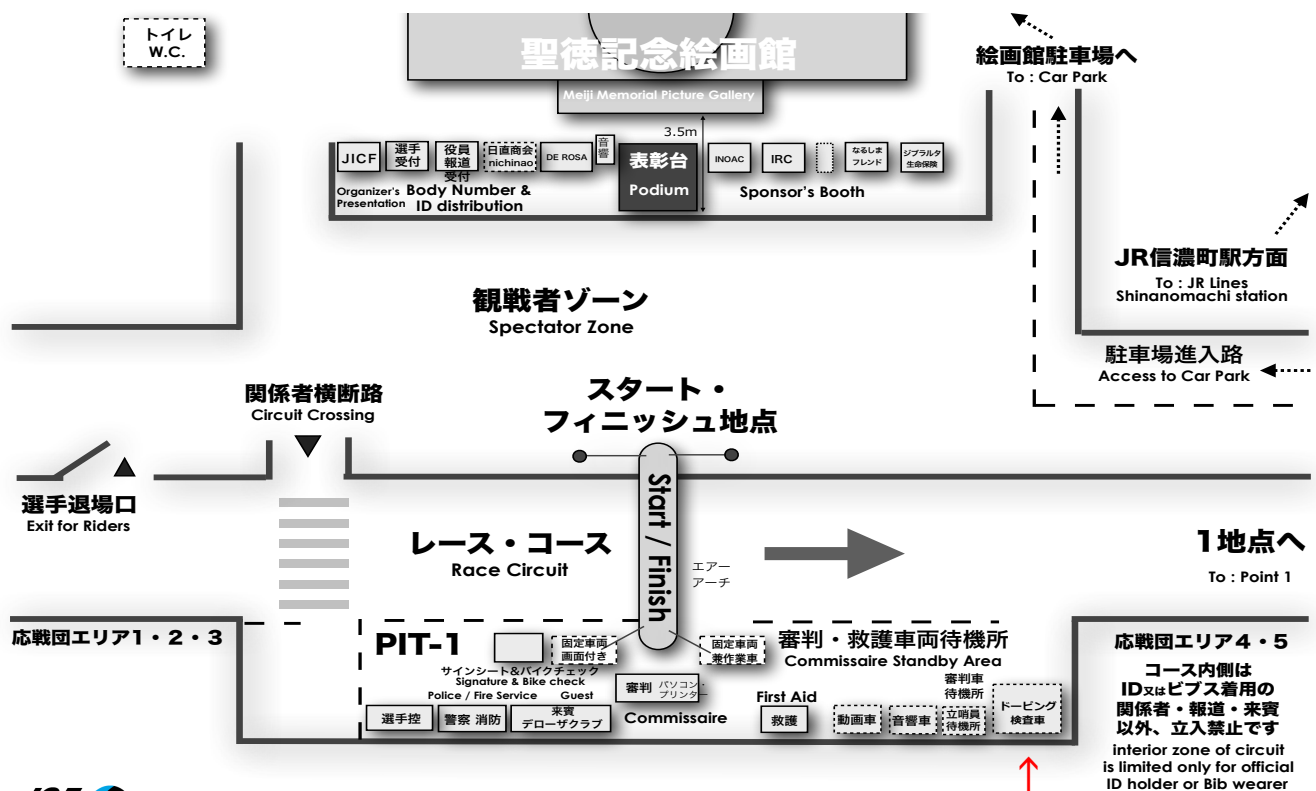 トイレ
W.C.
聖徳記念絵画館
Meiji Memorial Picture Gallery
絵画館駐車場へ
To : Car Park
3.5m
JICF
選手
受付
役員
報道
受付
日直商会
nichinao
DE ROSA
音
響
表彰台
Podium
INOAC
IRC
なるしま
フレンド
ジブラルタ
生命保険
Organizer's
Presentation
Body Number &
ID distribution
Sponsor's Booth
JR信濃町駅方面
To : JR Lines
Shinanomachi station
観戦者ゾーン
Spectator Zone
駐車場進入路
Access to Car Park
関係者横断路
Circuit Crossing
スタート・
フィニッシュ地点
Start / Finish
選手退場口
Exit for Riders
レース・コース
Race Circuit
エアー
アーチ
1地点へ
To : Point 1
応戦団エリア1・2・3
PIT-1
固定車両
画面付き
固定車両
兼作業車
審判・救護車両待機所
Commissaire Standby Area
応戦団エリア4・5
サインシート&バイクチェック
Signature & Bike check
Police / Fire Service
Guest
選手控
警察 消防
来賓
デローザクラブ
審判
パソコン・
プリンター
Commissaire
First Aid
救護
動画車
音響車
審判車
待機所
立哨員
待機所
ドーピング
検査車
コース内側は
ID又はビブス着用の
関係者・報道・来賓
以外、立入禁止です
interior zone of circuit
is limited only for official
ID holder or Bib wearer